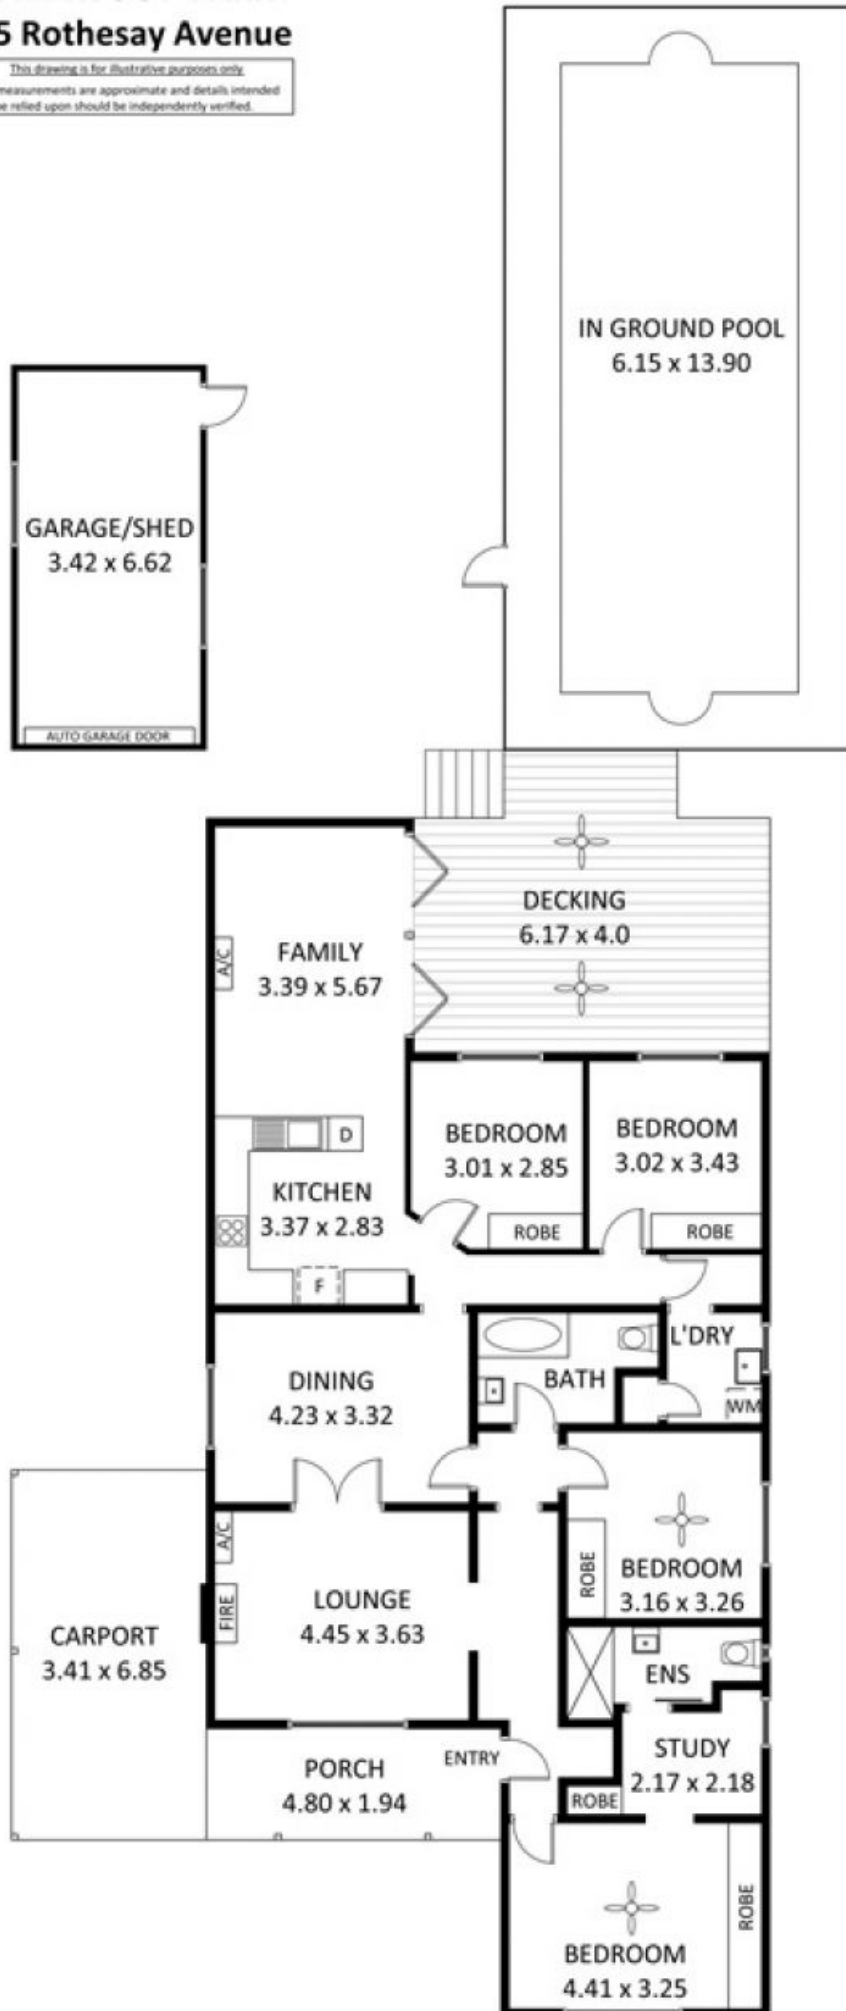 5 Rothesay Avenue
This drawing is for illustrative purposes only
measurements are approximate and details intended
be relied upon should be independently verified.
IN GROUND POOL
6.15 x 13.90
GARAGE/SHED
3.42 x 6.62
AUTO GARAGE DOOR
DECKING
6.17 x 4.0
FAMILY
3.39 x 5.67
A/C
BEDROOM
3.01 x 2.85
ROBE
BEDROOM
3.02 x 3.43
ROBE
D
KITCHEN
3.37 x 2.83
F
DINING
4.23 x 3.32
BATH
L'DRY
WM
A/C
FIRE
LOUNGE
4.45 x 3.63
ROBE
BEDROOM
3.16 x 3.26
CARPORT
3.41 x 6.85
ENS
STUDY
2.17 x 2.18
ROBE
ENTRY
PORCH
4.80 x 1.94
BEDROOM
4.41 x 3.25
ROBE